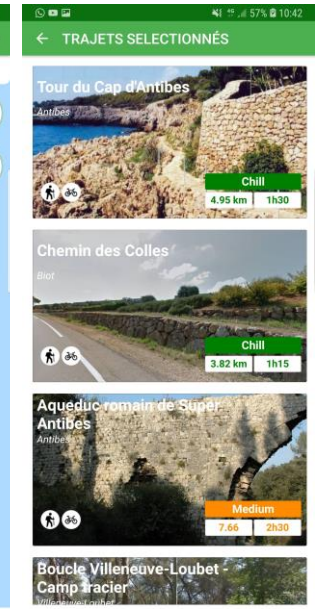 57% 10:42
← TRAJETS SELECTIONNÉS
Tour du Cap d'Antibes
Antibes
Chill
4.95 km 1h30
Chemin des Colles
Biot
Chill
3.82 km 1h15
Aqueduc romain de Super
Antibes
Antibes
Medium
7.66 2h30
Boucle Villeneuve-Loubet -
Camp tracier
Villeneuve-Loubet